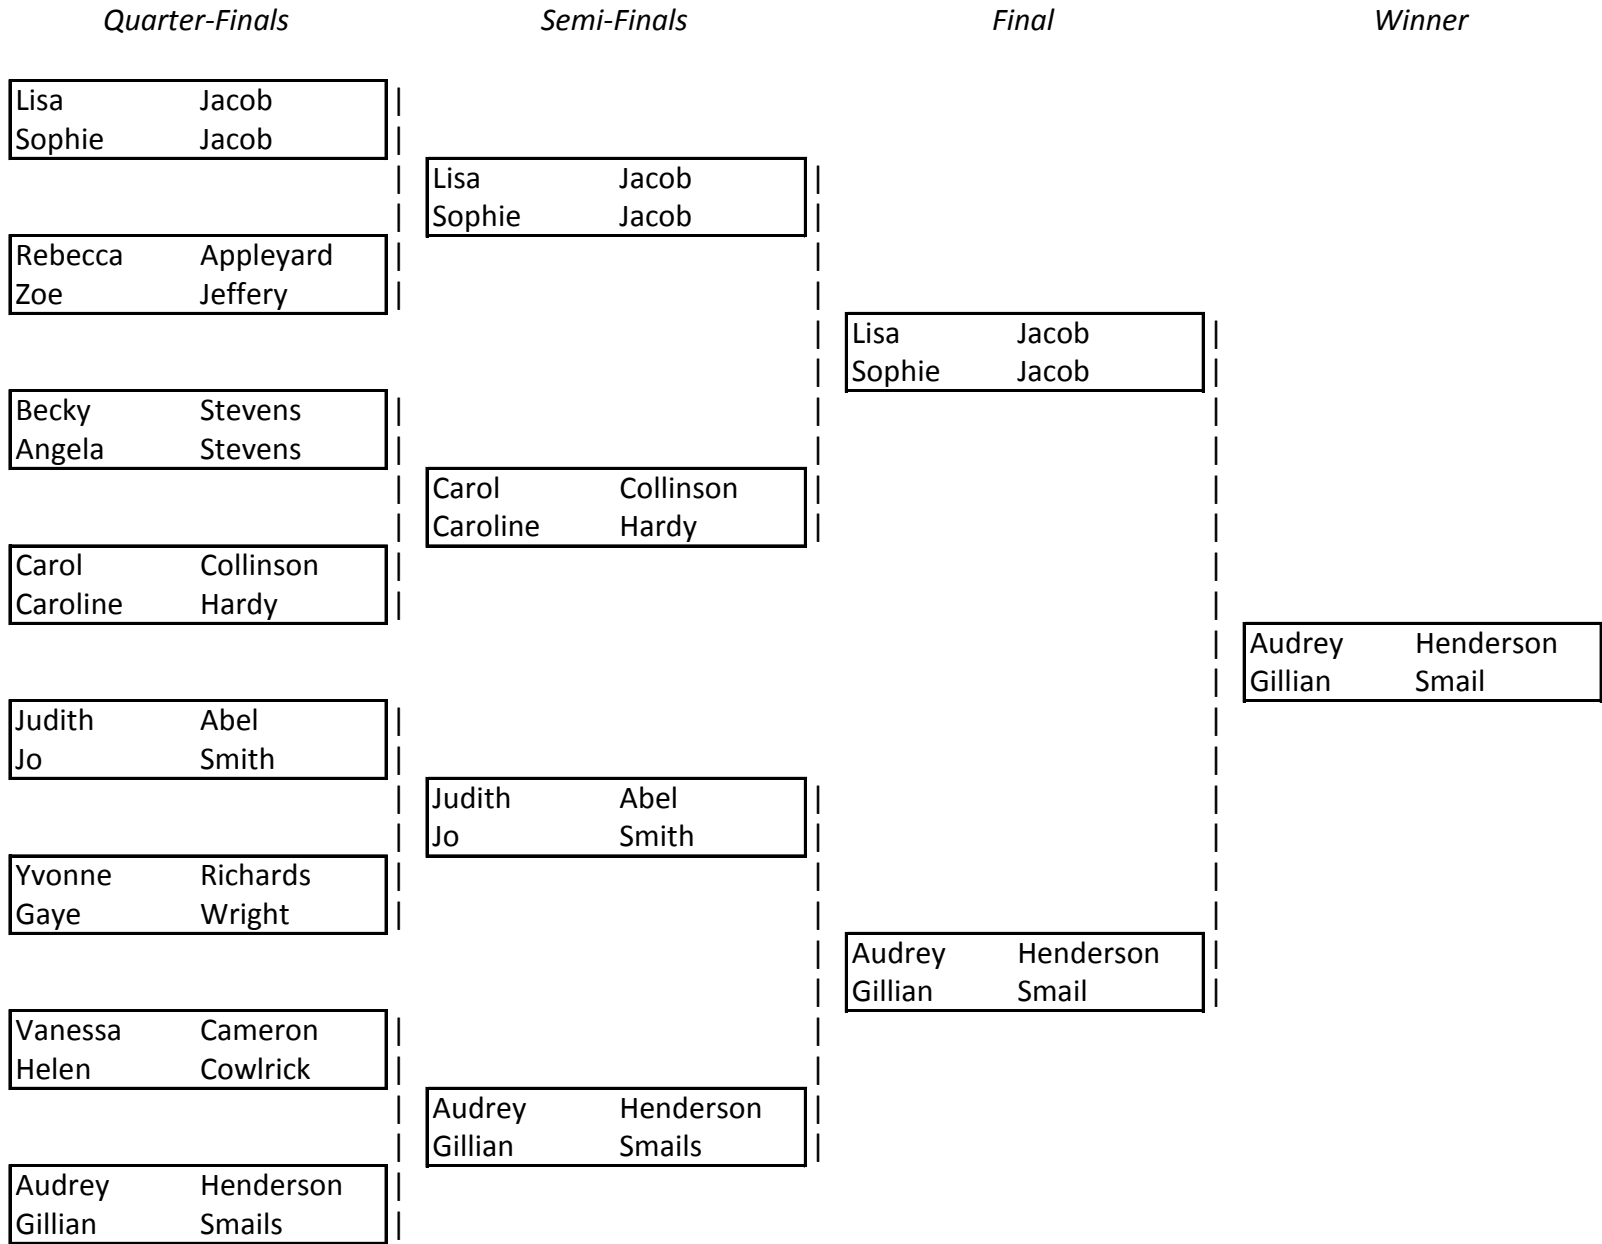 Quarter-Finals Semi-Finals Final Winner
Lisa Jacob
Sophie Jacob
Lisa Jacob
Sophie Jacob
Rebecca Appleyard
Zoe Jeffery
Lisa Jacob
Sophie Jacob
Becky Stevens
Angela Stevens
Carol Collinson
Caroline Hardy
Carol Collinson
Caroline Hardy
Audrey Henderson
Gillian Smail
Judith Abel
Jo Smith
Judith Abel
Jo Smith
Yvonne Richards
Gaye Wright
Audrey Henderson
Gillian Smail
Vanessa Cameron
Helen Cowlrick
Audrey Henderson
Gillian Smails
Audrey Henderson
Gillian Smails